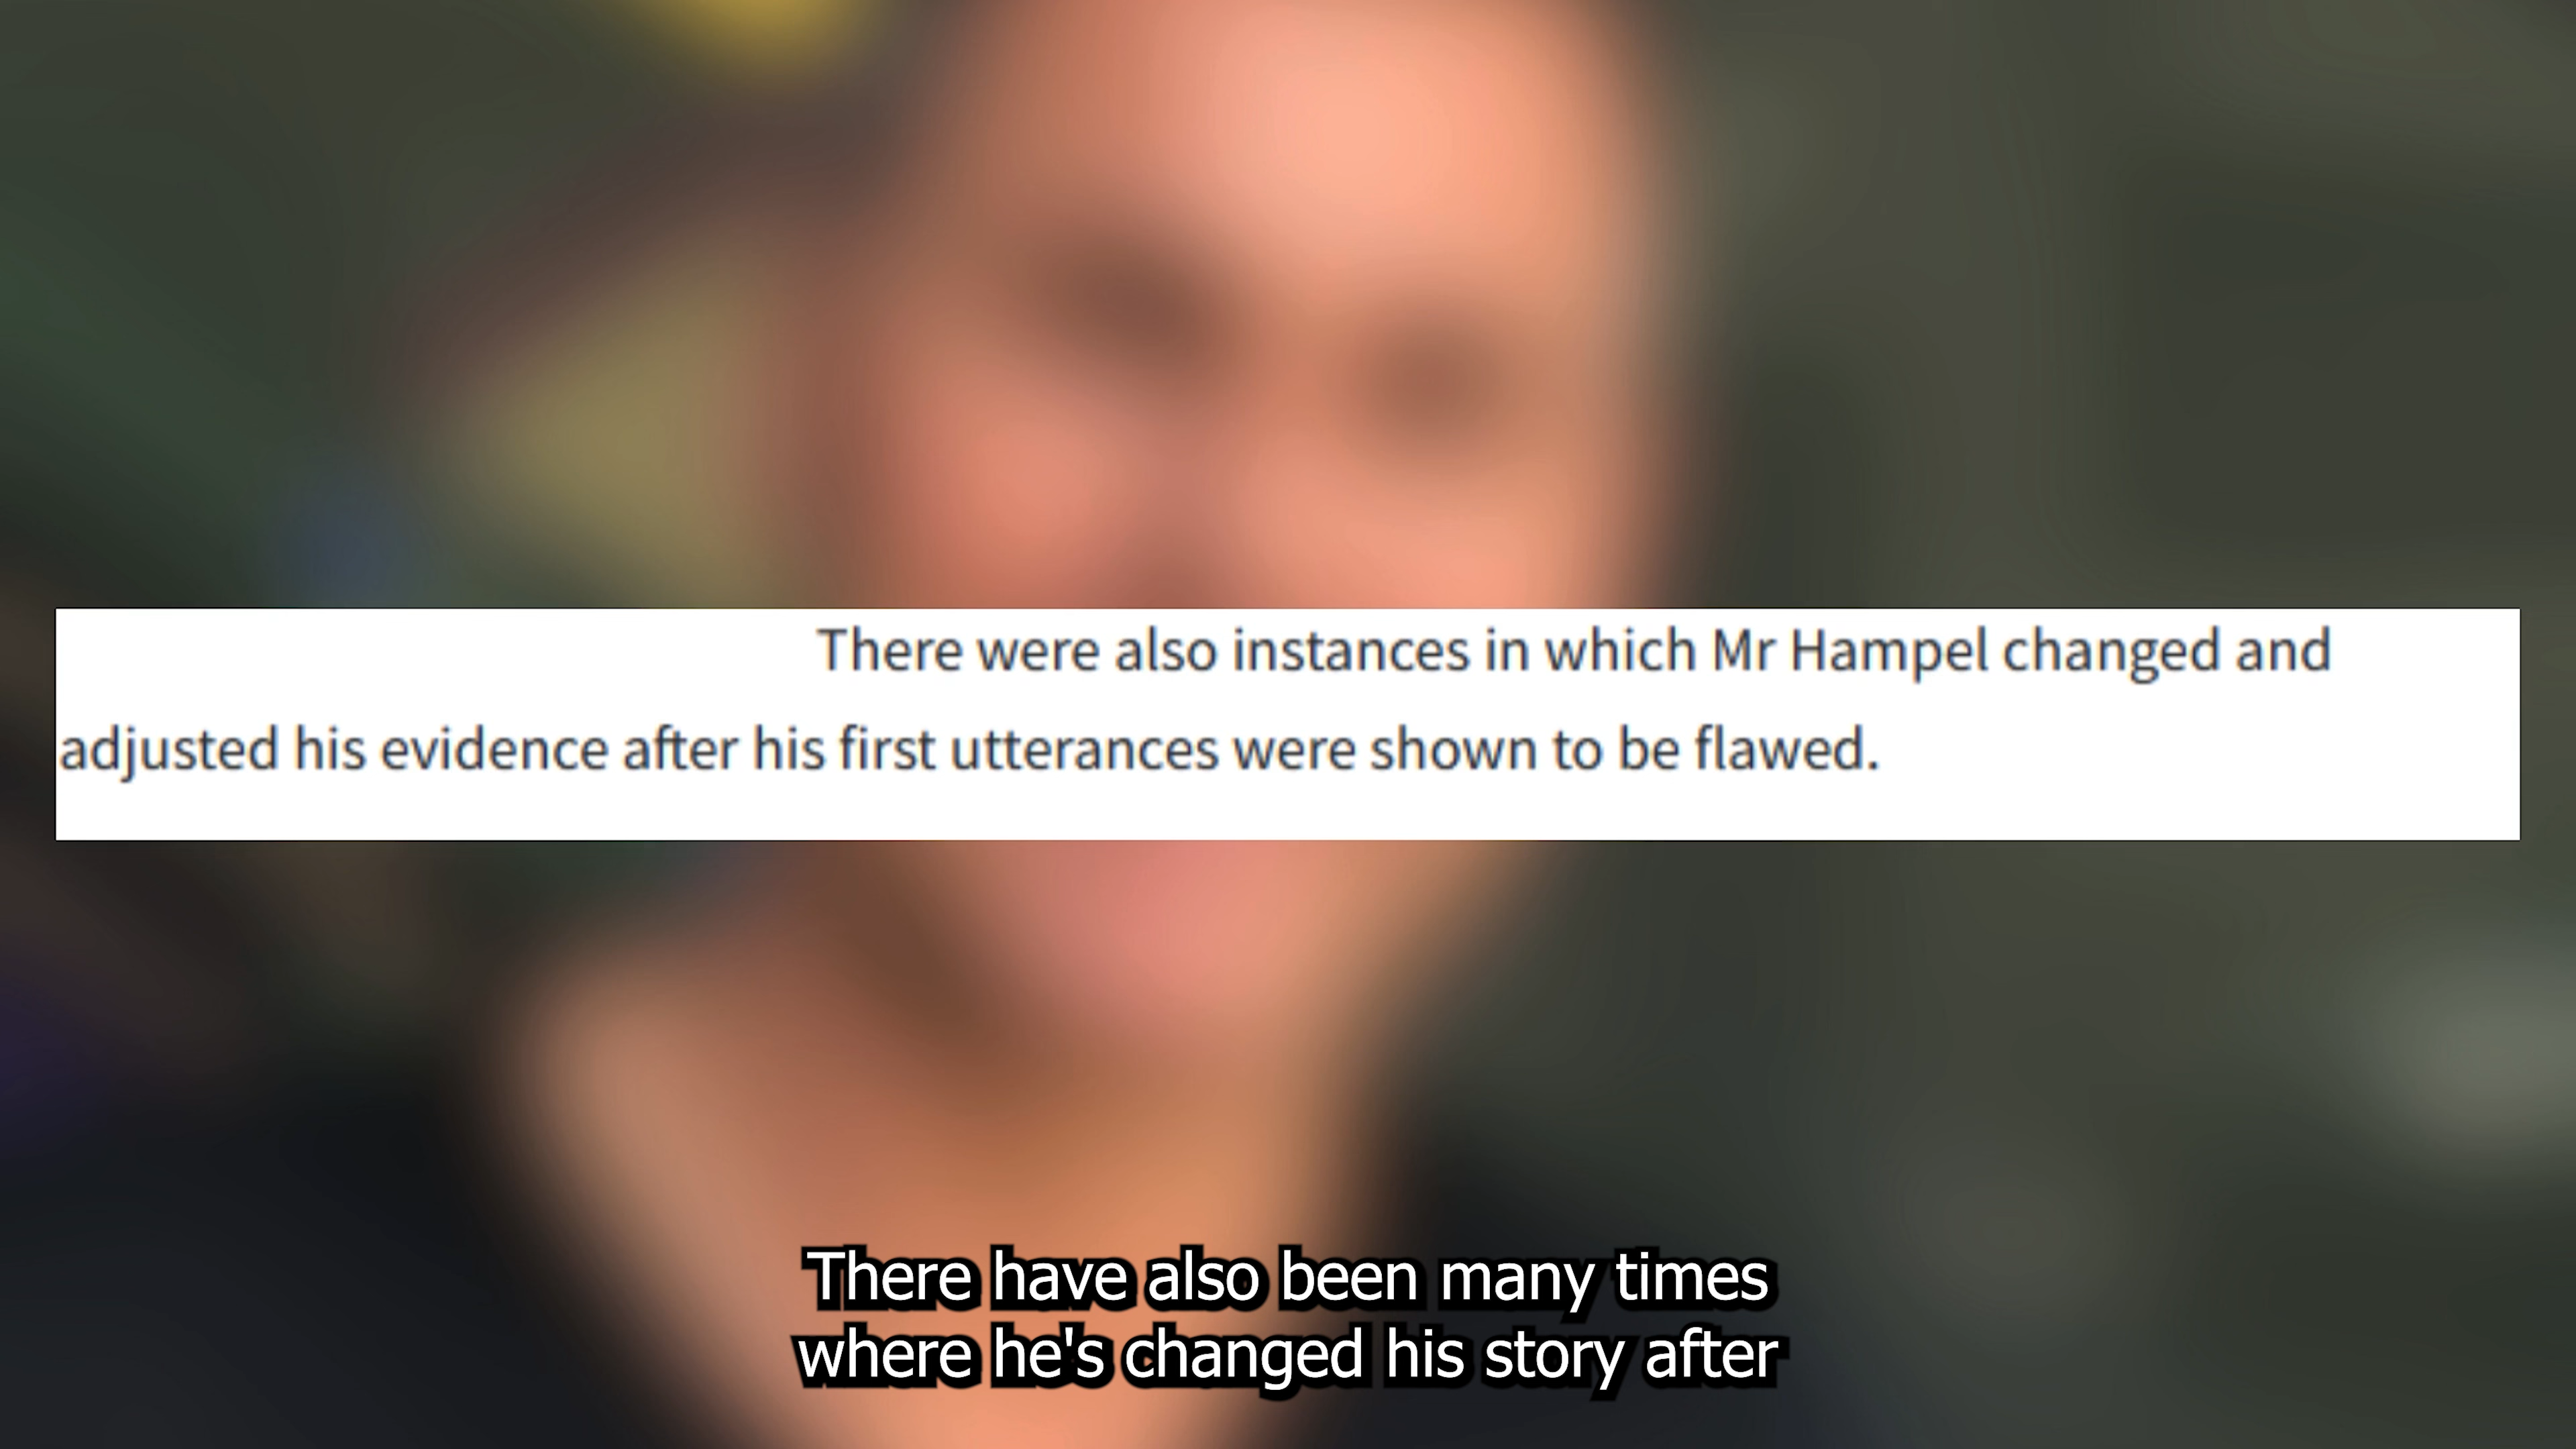 There were also instances in which Mr Hampel changed and
adjusted his evidence after his first utterances were shown to be flawed.
There have also been many times
where he's changed his story after